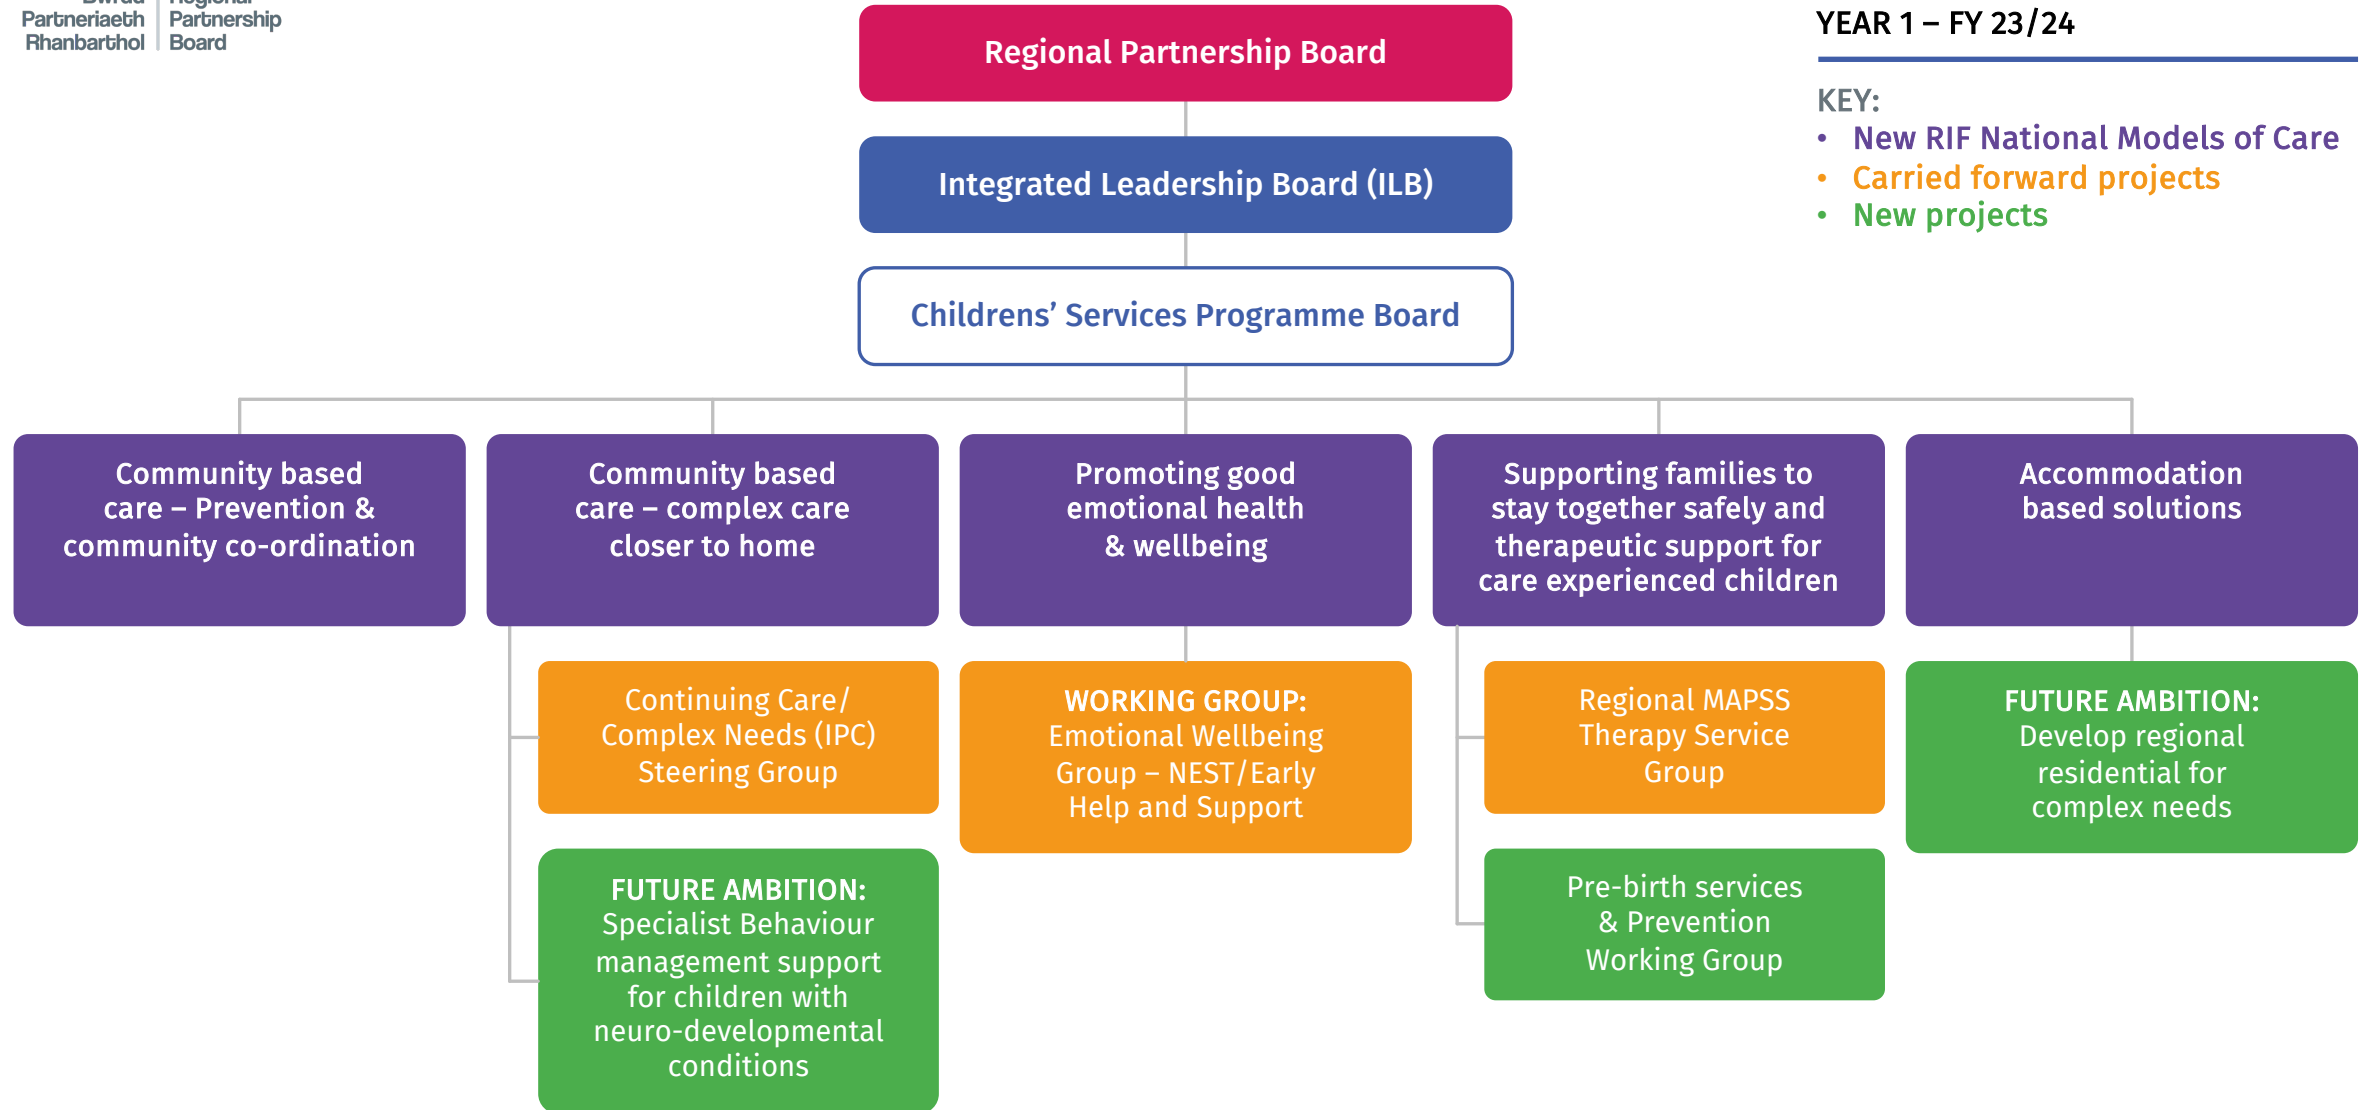 Partneriaeth
Rhanbarthol
Regional
Partnership
Board
Regional Partnership Board
Integrated Leadership Board (ILB)
Childrens’ Services Programme Board
YEAR 1 – FY 23/24
KEY:
• New RIF National Models of Care
• Carried forward projects
• New projects
Community based
care – Prevention &
community co-ordination
Community based
care – complex care
closer to home
Continuing Care/
Complex Needs (IPC)
Steering Group
FUTURE AMBITION:
Specialist Behaviour
management support
for children with
neuro-developmental
conditions
Promoting good
emotional health
& wellbeing
WORKING GROUP:
Emotional Wellbeing
Group – NEST/Early
Help and Support
Supporting families to
stay together safely and
therapeutic support for
care experienced children
Regional MAPSS
Therapy Service
Group
Pre-birth services
& Prevention
Working Group
Accommodation
based solutions
FUTURE AMBITION:
Develop regional
residential for
complex needs